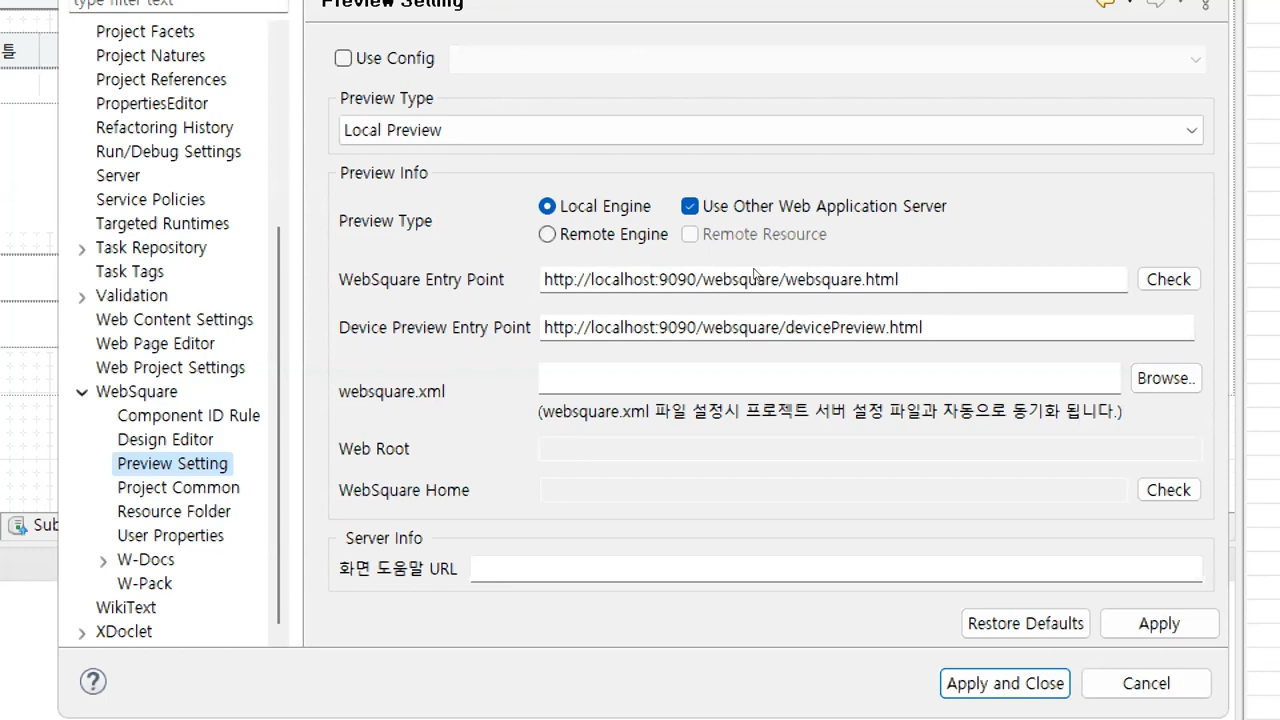 type filter text
Preview Setting
Project Facets
Project Natures
Project References
PropertiesEditor
Refactoring History
Run/Debug Settings
Server
Service Policies
Targeted Runtimes
Task Repository
Task Tags
Validation
Web Content Settings
Web Page Editor
Web Project Settings
WebSquare
Component ID Rule
Design Editor
Preview Setting
Project Common
Resource Folder
User Properties
W-Docs
W-Pack
WikiText
XDoclet
틀
Sub
Use Config
Preview Type
Local Preview
Preview Info
Preview Type
Local Engine
Use Other Web Application Server
Remote Engine
Remote Resource
WebSquare Entry Point
http://localhost:9090/websquare/websquare.html
Check
Device Preview Entry Point
http://localhost:9090/websquare/devicePreview.html
websquare.xml
Browse..
(websquare.xml 파일 설정시 프로젝트 서버 설정 파일과 자동으로 동기화 됩니다.)
Web Root
WebSquare Home
Check
Server Info
화면 도움말 URL
Restore Defaults
Apply
Apply and Close
Cancel